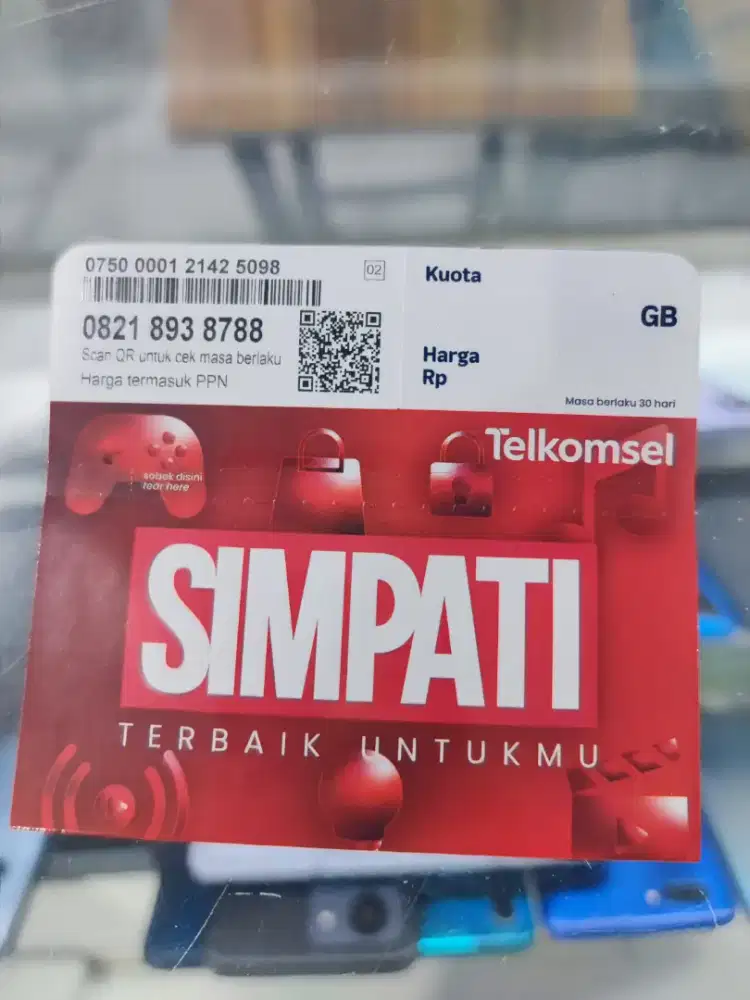 0750 0001 2142 5098
02
0821 893 8788
Scan QR untuk cek masa berlaku
Harga termasuk PPN
Kuota
GB
Harga
Rp
Masa berlaku 30 hari
Telkomsel
sobek disini
tear here
SIMPATI
TERBAIK UNTUKMU